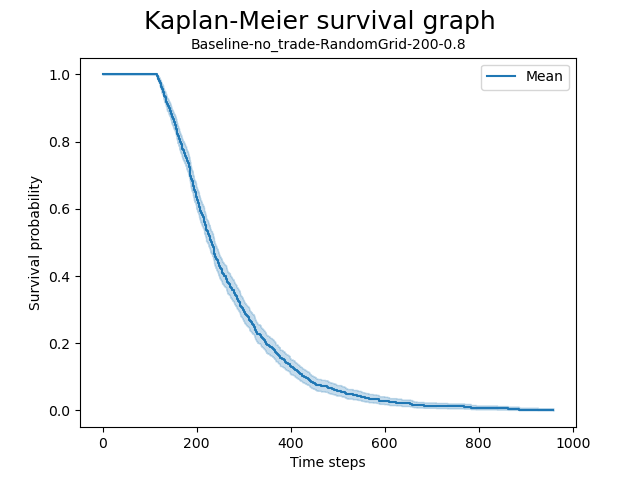 Kaplan-Meier survival graph
Baseline-no_trade-RandomGrid-200-0.8
Mean
1.0
0.8
0.6
0.4
0.2
0.0
Survival probability
0 200 400 600 800 1000
Time steps